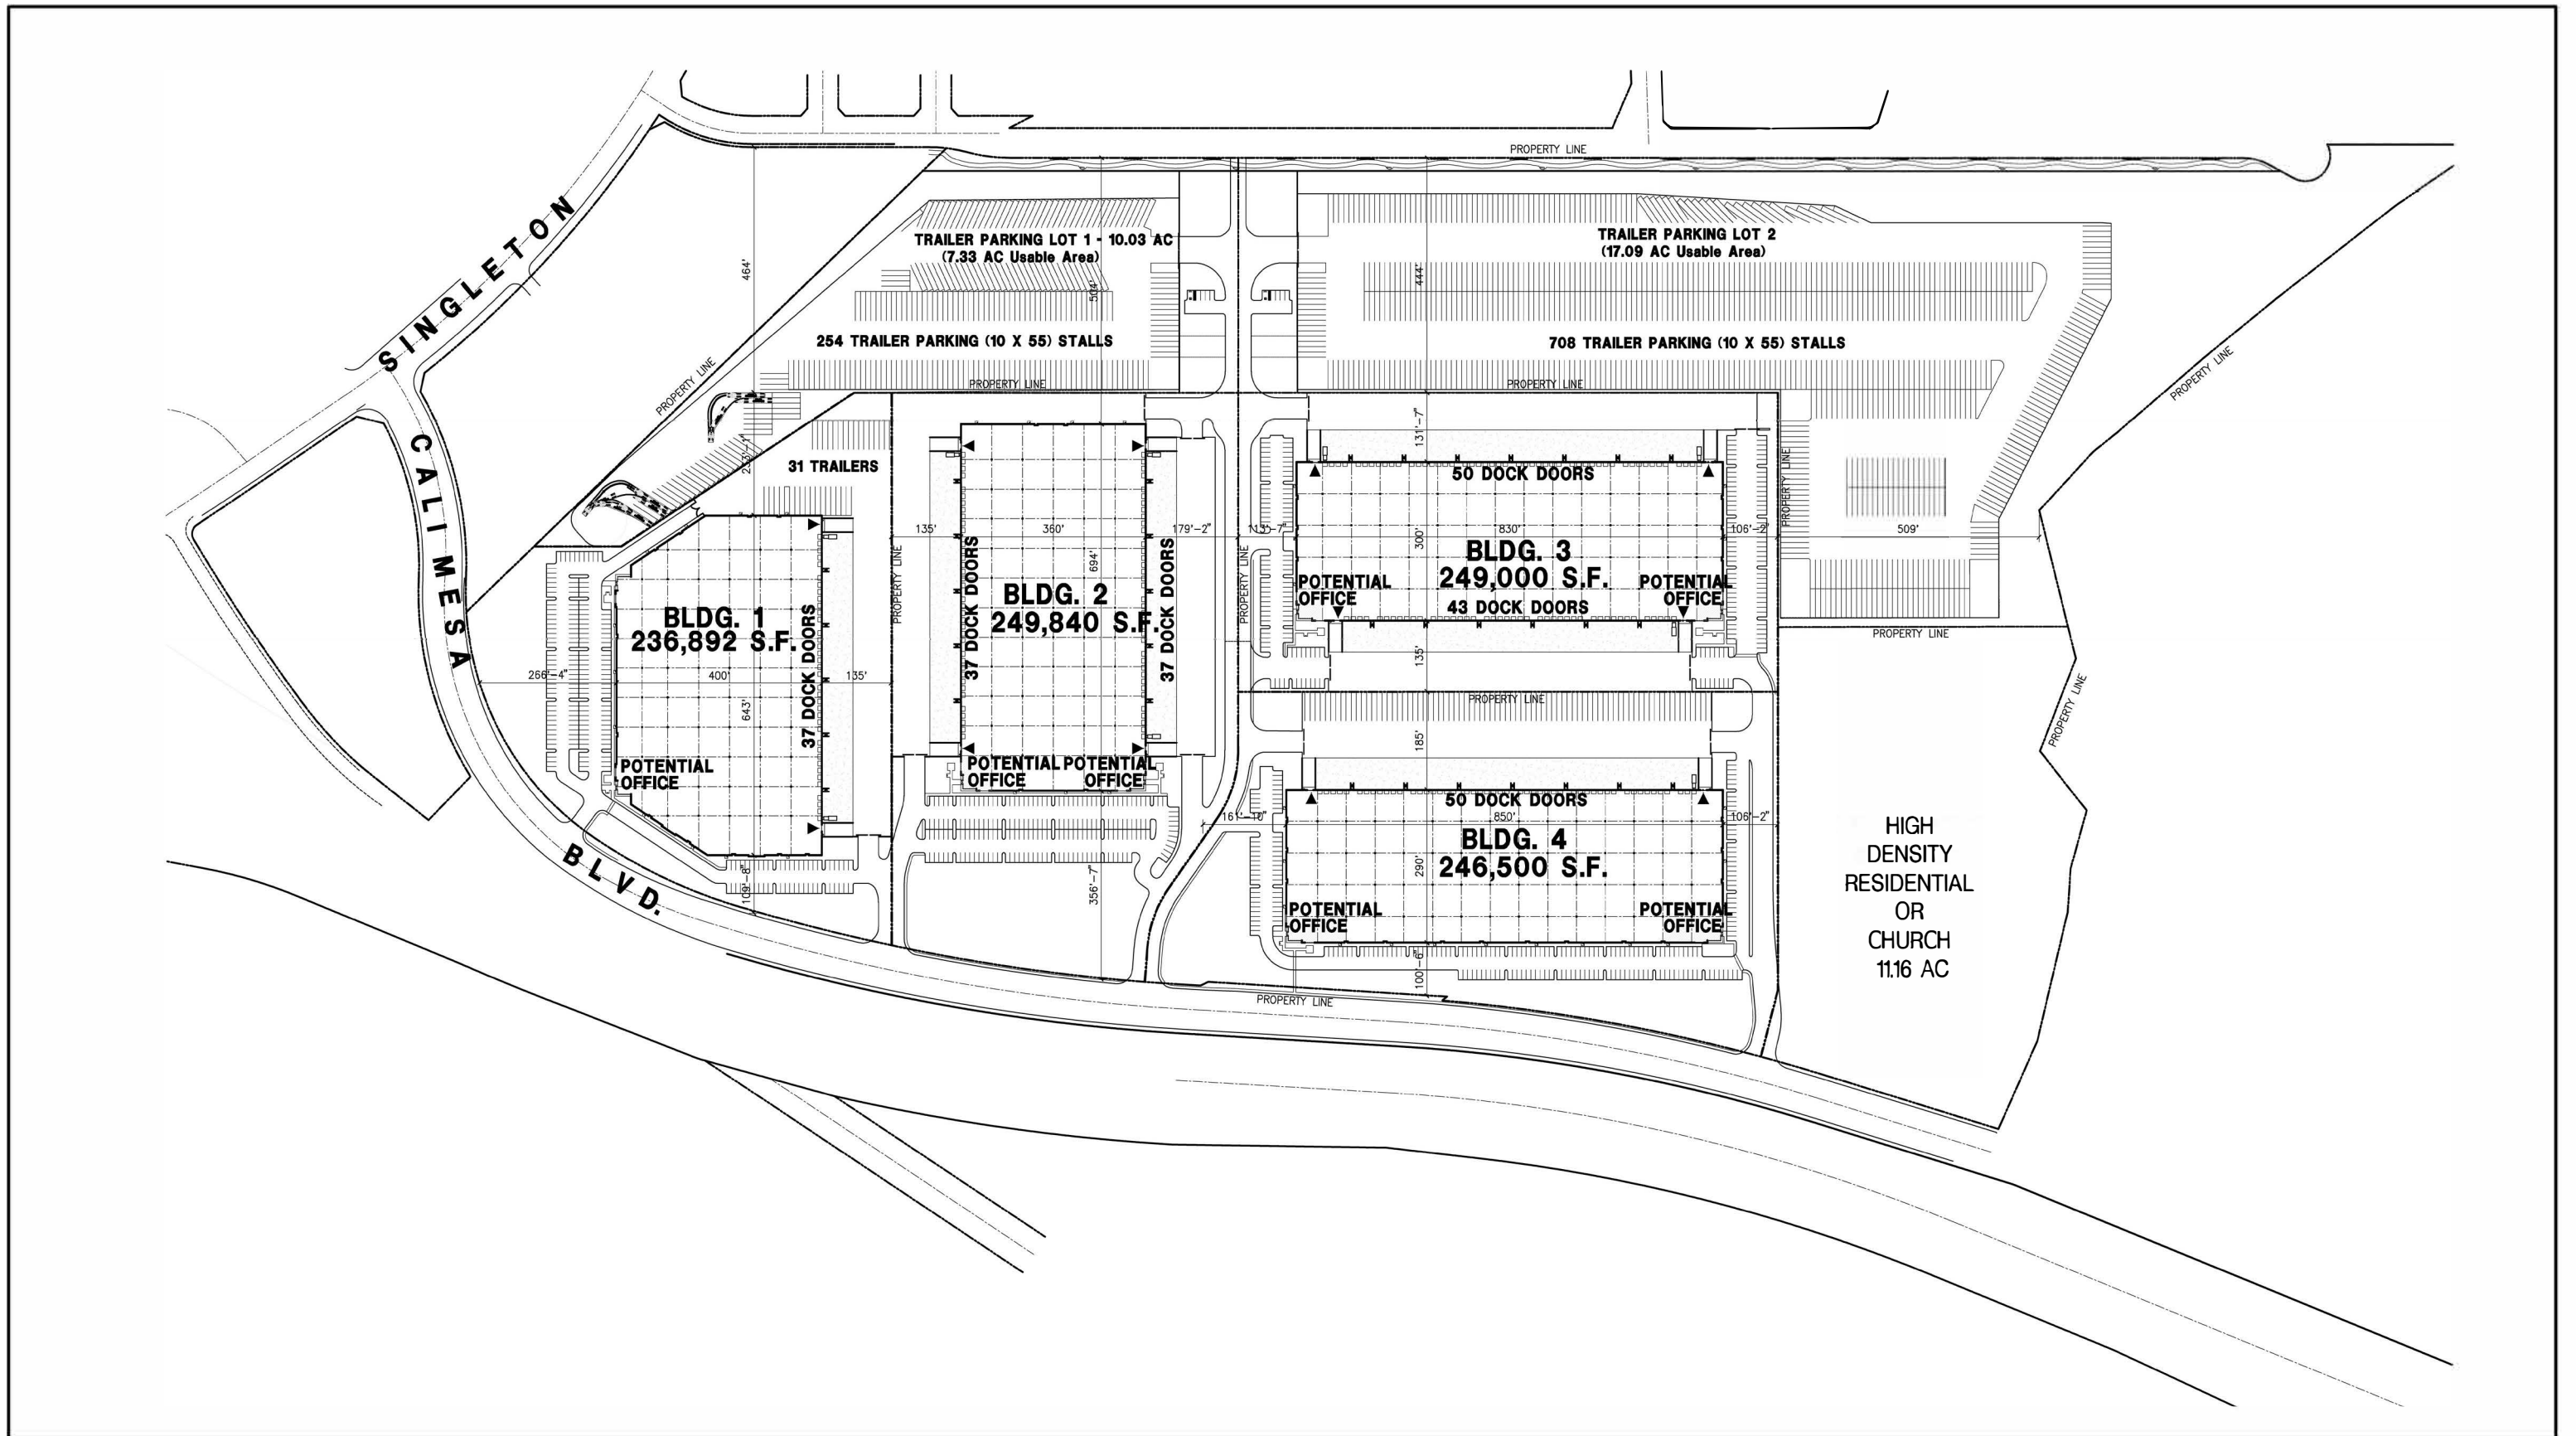 PROPERTY LINE
SINGLETON
TRAILER PARKING LOT 1 - 10.03 AC
(7.33 AC Usable Area)
TRAILER PARKING LOT 2
(17.09 AC Usable Area)
464'
504'
444'
254 TRAILER PARKING (10 X 55) STALLS
708 TRAILER PARKING (10 X 55) STALLS
PROPERTY LINE
PROPERTY LINE
PROPERTY LINE
PROPERTY LINE
CALIMESA
BLVD.
31 TRAILERS
131'-7"
50 DOCK DOORS
PROPERTY LINE
135'
360'
179'-2"
113'-7"
830'
106'-2"
509'
300'
694'
37 DOCK DOORS
37 DOCK DOORS
PROPERTY LINE
PROPERTY LINE
BLDG. 3
249,000 S.F.
POTENTIAL
OFFICE
POTENTIAL
OFFICE
43 DOCK DOORS
BLDG. 2
249,840 S.F.
BLDG. 1
236,892 S.F.
37 DOCK DOORS
PROPERTY LINE
266'-4"
400'
135'
643'
135'
PROPERTY LINE
PROPERTY LINE
185'
POTENTIAL
OFFICE
POTENTIAL
OFFICE
POTENTIAL
OFFICE
50 DOCK DOORS
161'-10"
850'
106'-2"
BLDG. 4
246,500 S.F.
290'
109'-8"
356'-7"
POTENTIAL
OFFICE
POTENTIAL
OFFICE
100'-6"
PROPERTY LINE
HIGH
DENSITY
RESIDENTIAL
OR
CHURCH
11.16 AC